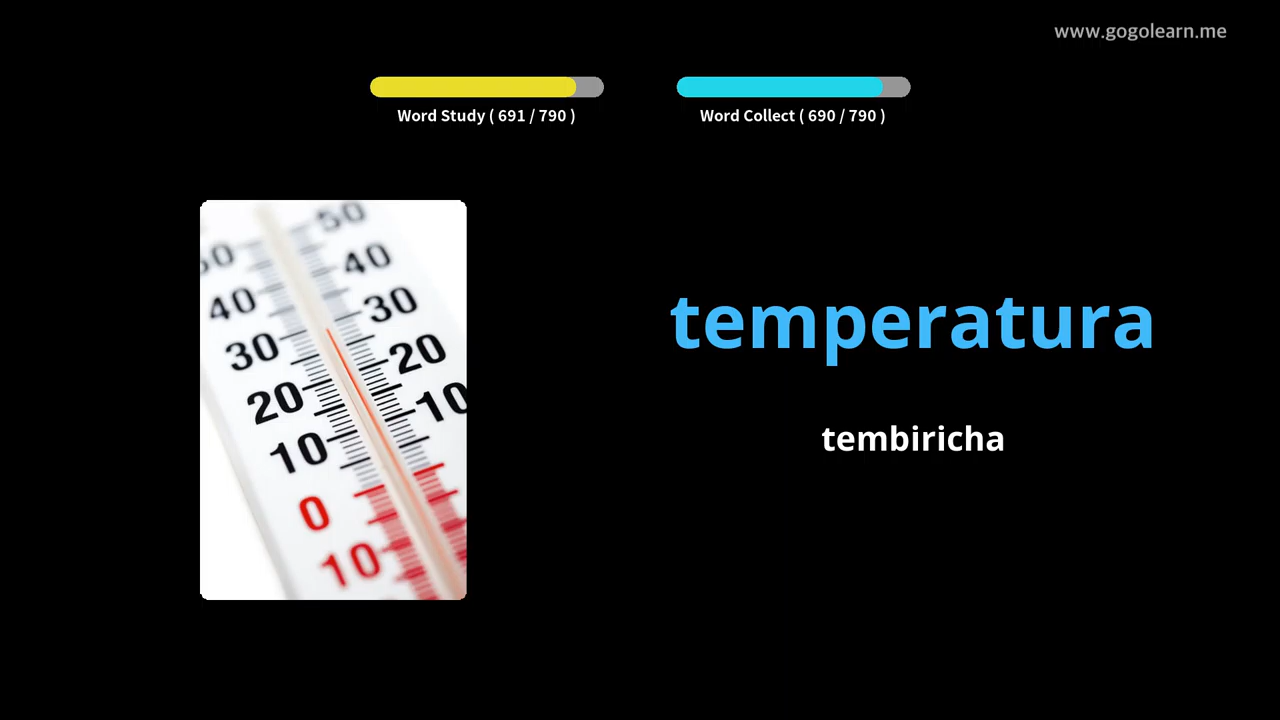 www.gogolearn.me
Word Study ( 691 / 790 )
Word Collect ( 690 / 790 )
50
40
40
30
30
20
20
10
10
0
10
temperatura
tembiricha